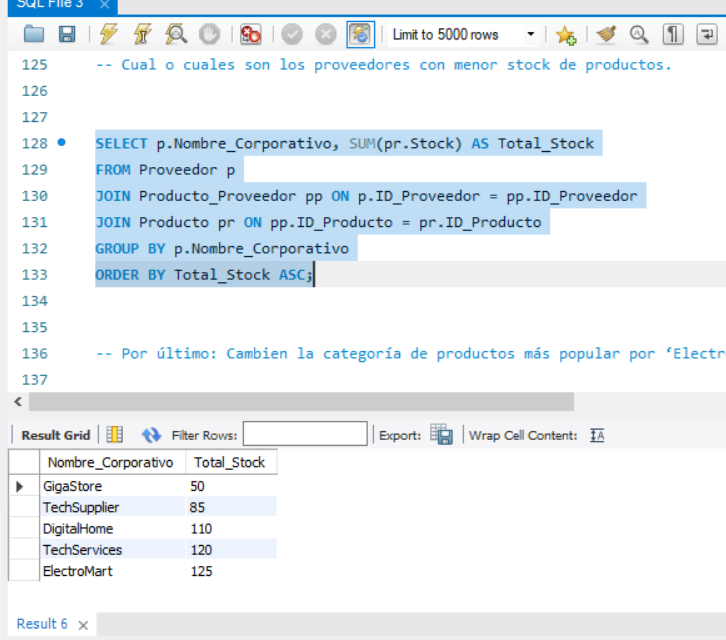 SQL File 3 ×
Limit to 5000 rows
125 -- Cual o cuales son los proveedores con menor stock de productos.
126
127
128 SELECT p.Nombre_Corporativo, SUM(pr.Stock) AS Total_Stock
129 FROM Proveedor p
130 JOIN Producto_Proveedor pp ON p.ID_Proveedor = pp.ID_Proveedor
131 JOIN Producto pr ON pp.ID_Producto = pr.ID_Producto
132 GROUP BY p.Nombre_Corporativo
133 ORDER BY Total_Stock ASC;
134
135
136 -- Por último: Cambien la categoría de productos más popular por ‘Electr
137
Result Grid Filter Rows: Export: Wrap Cell Content: IA
Nombre_Corporativo Total_Stock
GigaStore 50
TechSupplier 85
DigitalHome 110
TechServices 120
ElectroMart 125
Result 6 ×